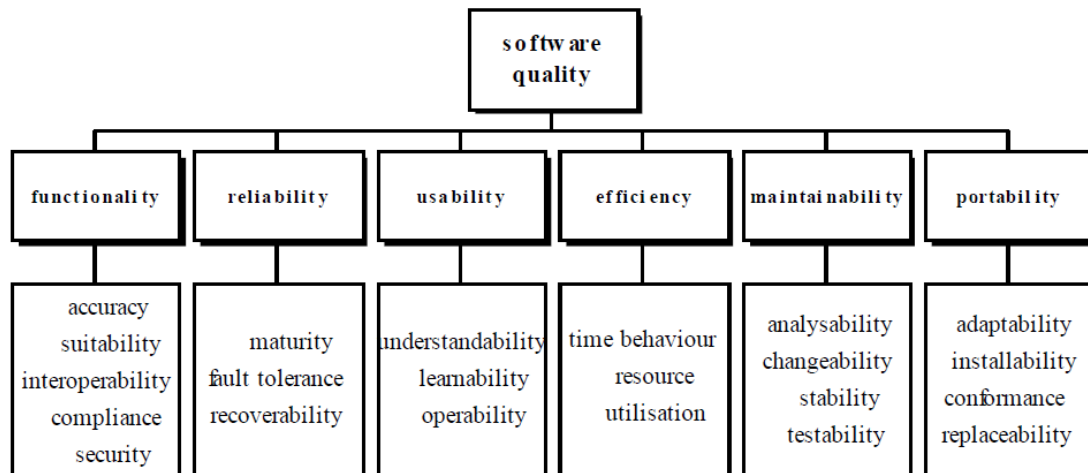 software
quality
functionality
reliability
usability
efficiency
maintainability
portability
accuracy
suitability
interoperability
compliance
security
maturity
fault tolerance
recoverability
understandability
learnability
operability
time behaviour
resource
utilisation
analysability
changeability
stability
testability
adaptability
installability
conformance
replaceability